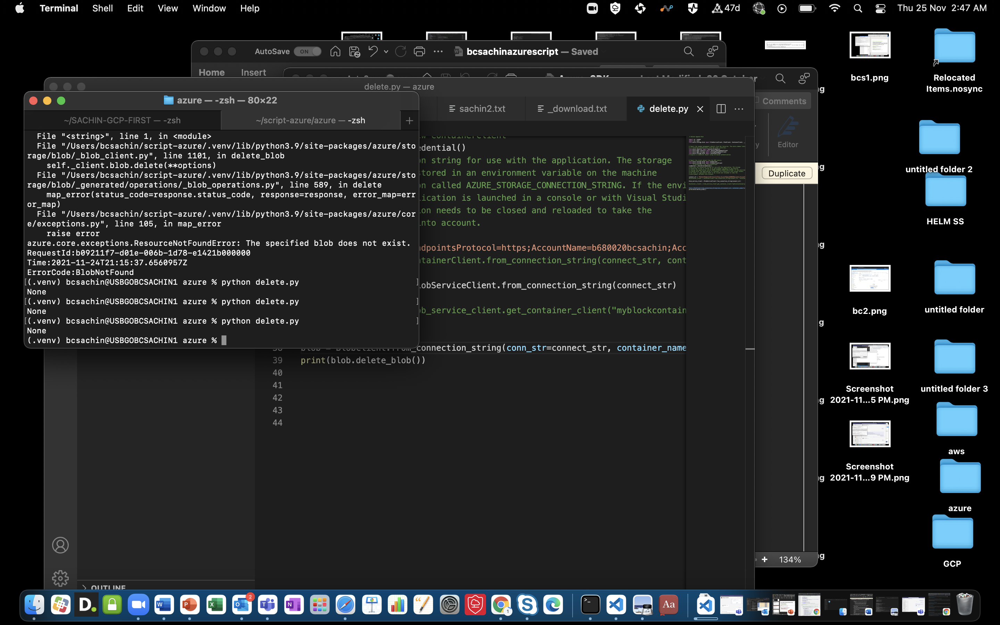 Terminal Shell Edit View Window Help 47d Thu 25 Nov 2:47 AM
AutoSave ON bcsachinazurescript — Saved
Home Insert
delete.py — azure
azure — -zsh — 80×22
~/SACHIN-GCP-FIRST — -zsh ~/script-azure/azure — -zsh +
sachin2.txt _download.txt delete.py
Comments
Editor
Duplicate
File "<string>", line 1, in <module>
File "/Users/bcsachin/script-azure/.venv/lib/python3.9/site-packages/azure/sto
rage/blob/_blob_client.py", line 1101, in delete_blob
self._client.blob.delete(**options)
File "/Users/bcsachin/script-azure/.venv/lib/python3.9/site-packages/azure/sto
rage/blob/_generated/operations/_blob_operations.py", line 589, in delete
map_error(status_code=response.status_code, response=response, error_map=err
or_map)
File "/Users/bcsachin/script-azure/.venv/lib/python3.9/site-packages/azure/cor
e/exceptions.py", line 105, in map_error
raise error
azure.core.exceptions.ResourceNotFoundError: The specified blob does not exist.
RequestId:b09211f7-d01e-006b-1d78-e1421b000000
Time:2021-11-24T21:15:37.6560957Z
ErrorCode:BlobNotFound
[(.venv) bcsachin@USBGOBCSACHIN1 azure % python delete.py ]
None
[(.venv) bcsachin@USBGOBCSACHIN1 azure % python delete.py ]
None
[(.venv) bcsachin@USBGOBCSACHIN1 azure % python delete.py ]
None
(.venv) bcsachin@USBGOBCSACHIN1 azure %
w ContainerClient
edential()
on string for use with the application. The storage
stored in an environment variable on the machine
on called AZURE_STORAGE_CONNECTION_STRING. If the envi
lication is launched in a console or with Visual Studi
ion needs to be closed and reloaded to take the
into account.
dpointsProtocol=https;AccountName=b680020bcsachin;Acc
tainerClient.from_connection_string(connect_str, cont
obServiceClient.from_connection_string(connect_str)
ob_service_client.get_container_client("myblockcontain
38 blob = BlobClient.from_connection_string(conn_str=connect_str, container_name
39 print(blob.delete_blob())
40
41
42
43
44
OUTLINE
+ 134%
bcs1.png
Relocated
Items.nosync
untitled folder 2
HELM SS
bc2.png
untitled folder
Screenshot
2021-11...5 PM.png
untitled folder 3
Screenshot
2021-11...9 PM.png
aws
azure
GCP